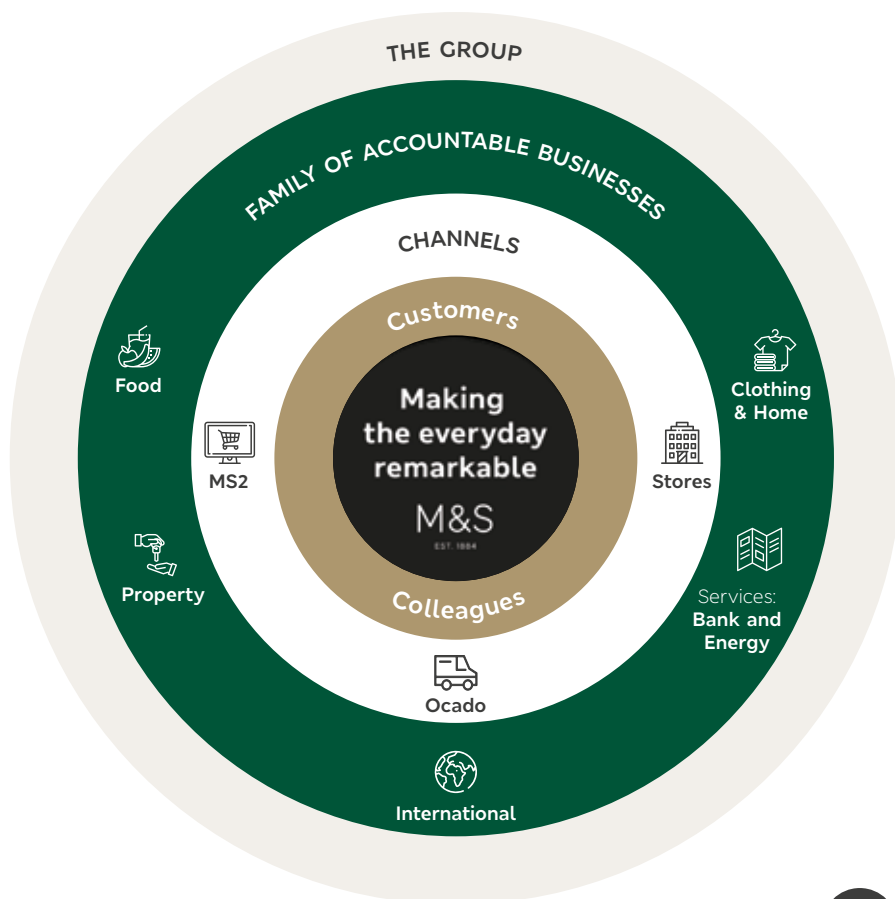 THE GROUP
FAMILY OF ACCOUNTABLE BUSINESSES
CHANNELS
Customers
Making
the everyday
remarkable
M&S
EST. 1884
Colleagues
Food
Clothing
& Home
MS2
Stores
Property
Services:
Bank and
Energy
Ocado
International